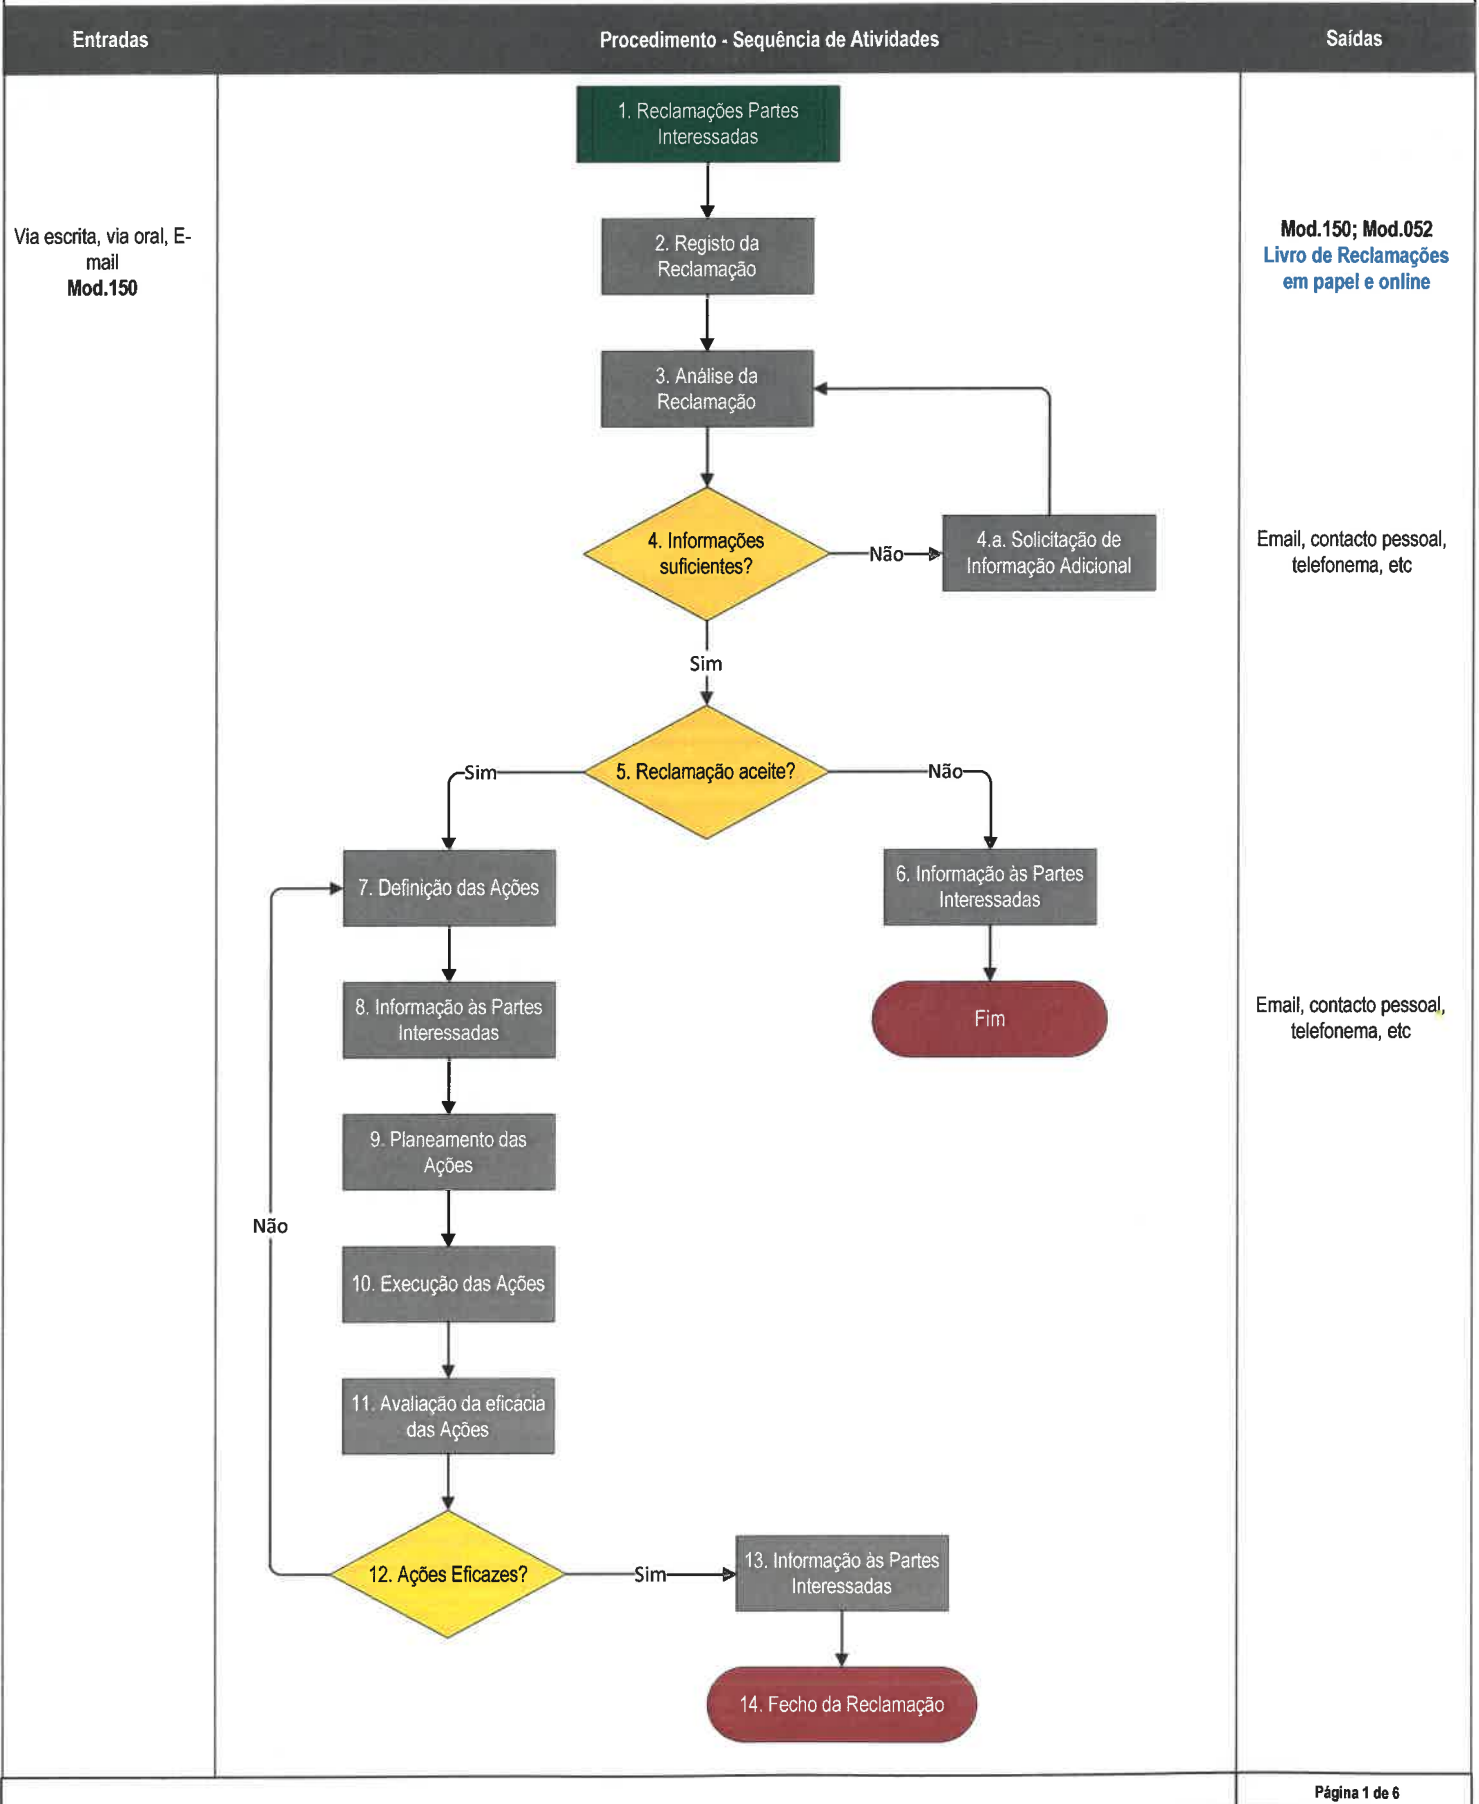 Entradas
Procedimento - Sequência de Atividades
Saídas
1. Reclamações Partes
Interessadas
Via escrita, via oral, E-
mail
Mod.150
2. Registo da
Reclamação
Mod.150; Mod.052
Livro de Reclamações
em papel e online
3. Análise da
Reclamação
4. Informações
suficientes?
Não
4.a. Solicitação de
Informação Adicional
Email, contacto pessoal,
telefonema, etc
Sim
5. Reclamação aceite?
Sim
Não
7. Definição das Ações
6. Informação às Partes
Interessadas
8. Informação às Partes
Interessadas
Fim
Email, contacto pessoal,
telefonema, etc
9. Planeamento das
Ações
Não
10. Execução das Ações
11. Avaliação da eficácia
das Ações
12. Ações Eficazes?
Sim
13. Informação às Partes
Interessadas
14. Fecho da Reclamação
Página 1 de 6